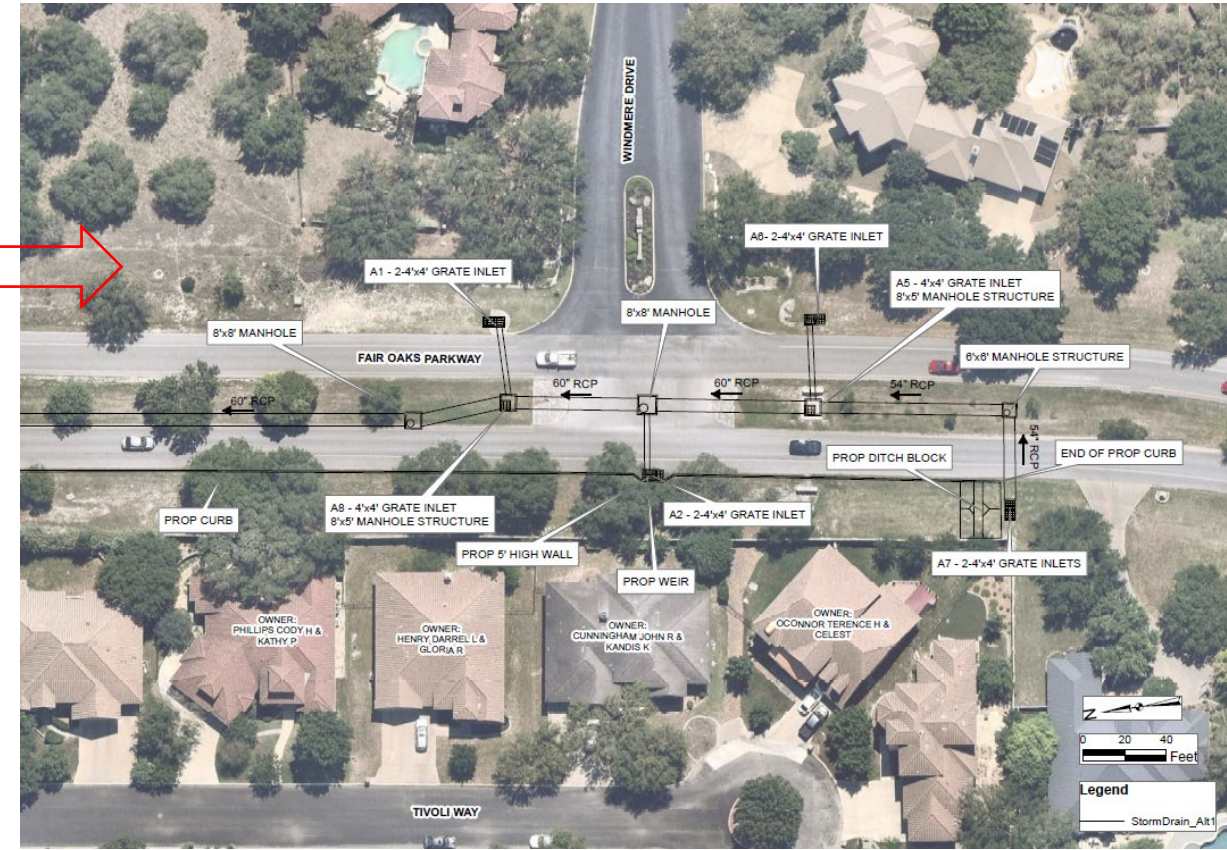 WINDMERE DRIVE
A6- 2-4'x4' GRATE INLET
A1 - 2-4'x4' GRATE INLET
A5 - 4'x4' GRATE INLET
8'x5' MANHOLE STRUCTURE
8'x8' MANHOLE
8'x8' MANHOLE
FAIR OAKS PARKWAY
6'x6' MANHOLE STRUCTURE
60" RCP
60" RCP
60" RCP
54" RCP
54" RCP
PROP DITCH BLOCK
END OF PROP CURB
PROP CURB
A8 - 4'x4' GRATE INLET
8'x5' MANHOLE STRUCTURE
A2 - 2-4'x4' GRATE INLET
PROP 5' HIGH WALL
PROP WEIR
A7 - 2-4'x4' GRATE INLETS
OWNER:
PHILLIPS CODY H &
KATHY P
OWNER:
HENRY DARREL L &
GLORIA R
OWNER:
CUNNINGHAM JOHN R &
KANDIS K
OWNER:
OCONNOR TERENCE H &
CELEST
N
0 20 40
Feet
Legend
StormDrain_Alt1
TIVOLI WAY